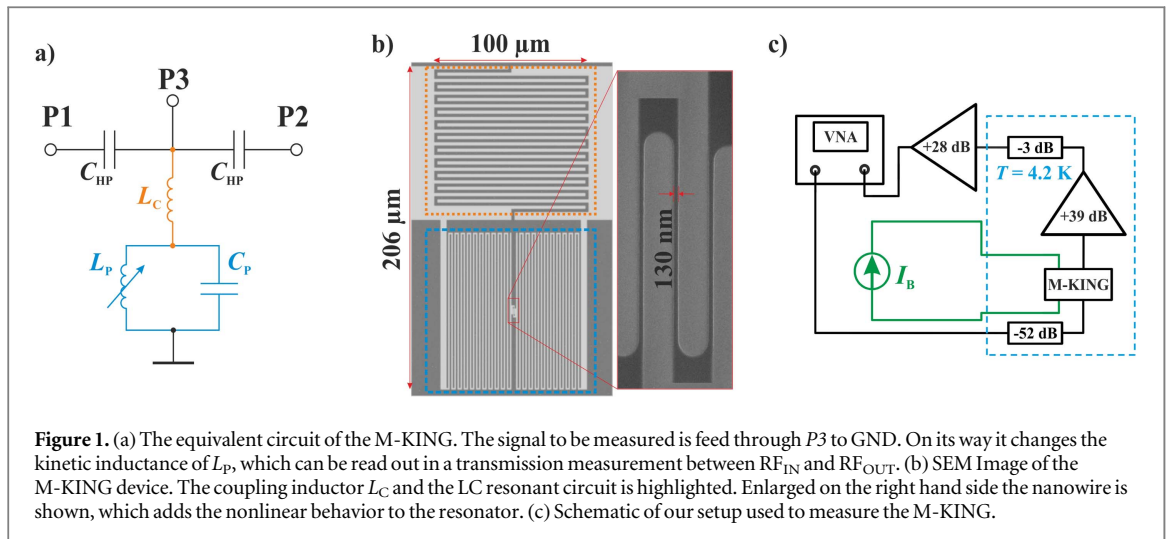 a)
P3
P1
P2
C_HP
C_HP
L_C
L_P
C_P
b)
100 µm
206 µm
130 nm
c)
VNA
+28 dB
-3 dB
T = 4.2 K
+39 dB
I_B
M-KING
-52 dB
Figure 1. (a) The equivalent circuit of the M-KING. The signal to be measured is feed through P3 to GND. On its way it changes the
kinetic inductance of L_P, which can be read out in a transmission measurement between RF_IN and RF_OUT. (b) SEM Image of the
M-KING device. The coupling inductor L_C and the LC resonant circuit is highlighted. Enlarged on the right hand side the nanowire is
shown, which adds the nonlinear behavior to the resonator. (c) Schematic of our setup used to measure the M-KING.